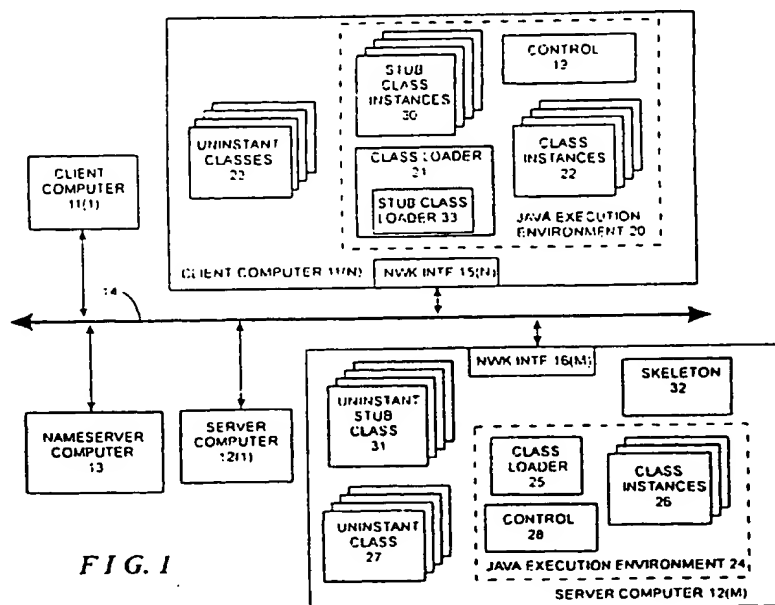 STUB
CLASS
INSTANCES
30
CONTROL
19
UNINSTANT
CLASSES
23
CLASS
INSTANCES
22
CLASS LOADER
21
STUB CLASS
LOADER 33
JAVA EXECUTION
ENVIRONMENT 20
CLIENT COMPUTER 11(N)
NWK INTF 15(N)
CLIENT
COMPUTER
11(1)
14
NAMESERVER
COMPUTER
13
SERVER
COMPUTER
12(1)
NWK INTF 16(M)
UNINSTANT
STUB
CLASS
31
SKELETON
32
CLASS
LOADER
25
CLASS
INSTANCES
26
UNINSTANT
CLASS
27
CONTROL
28
JAVA EXECUTION ENVIRONMENT 24
SERVER COMPUTER 12(M)
FIG. 1